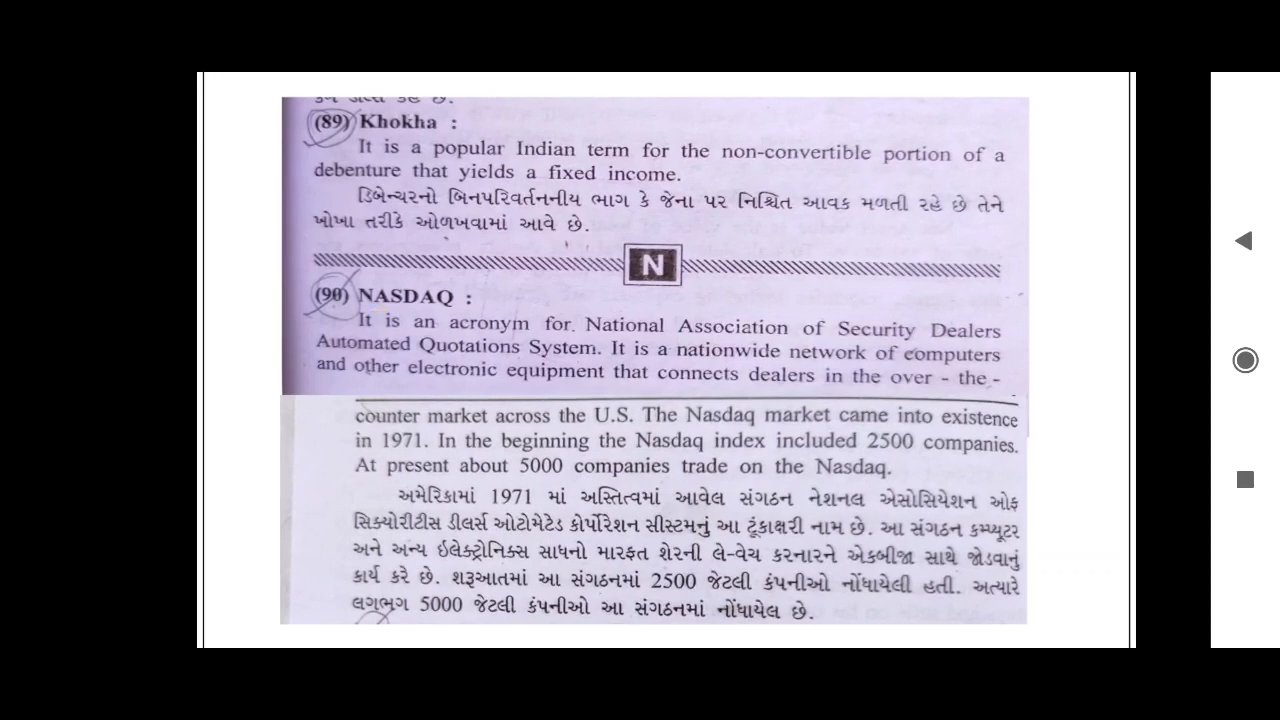 (89) Khokha :
It is a popular Indian term for the non-convertible portion of a
debenture that yields a fixed income.
ડિબેન્ચરનો બિનપરિવર્તનનીય ભાગ કે જેના પર નિશ્ચિત આવક મળતી રહે છે તેને
ખોખા તરીકે ઓળખવામાં આવે છે.
N
(90) NASDAQ :
It is an acronym for National Association of Security Dealers
Automated Quotations System. It is a nationwide network of computers
and other electronic equipment that connects dealers in the over - the -
counter market across the U.S. The Nasdaq market came into existence
in 1971. In the beginning the Nasdaq index included 2500 companies.
At present about 5000 companies trade on the Nasdaq.
અમેરિકામાં 1971 માં અસ્તિત્વમાં આવેલ સંગઠન નેશનલ એસોસિયેશન ઓફ
સિક્યોરીટીસ ડીલર્સ ઓટોમેટેડ કોર્પોરેશન સીસ્ટમનું આ ટૂંકાક્ષરી નામ છે. આ સંગઠન કમ્પ્યૂટર
અને અન્ય ઇલેક્ટ્રોનિક્સ સાધનો મારફત શેરની લે-વેચ કરનારને એકબીજા સાથે જોડવાનું
કાર્ય કરે છે. શરૂઆતમાં આ સંગઠનમાં 2500 જેટલી કંપનીઓ નોંધાયેલી હતી. અત્યારે
લગભગ 5000 જેટલી કંપનીઓ આ સંગઠનમાં નોંધાયેલ છે.